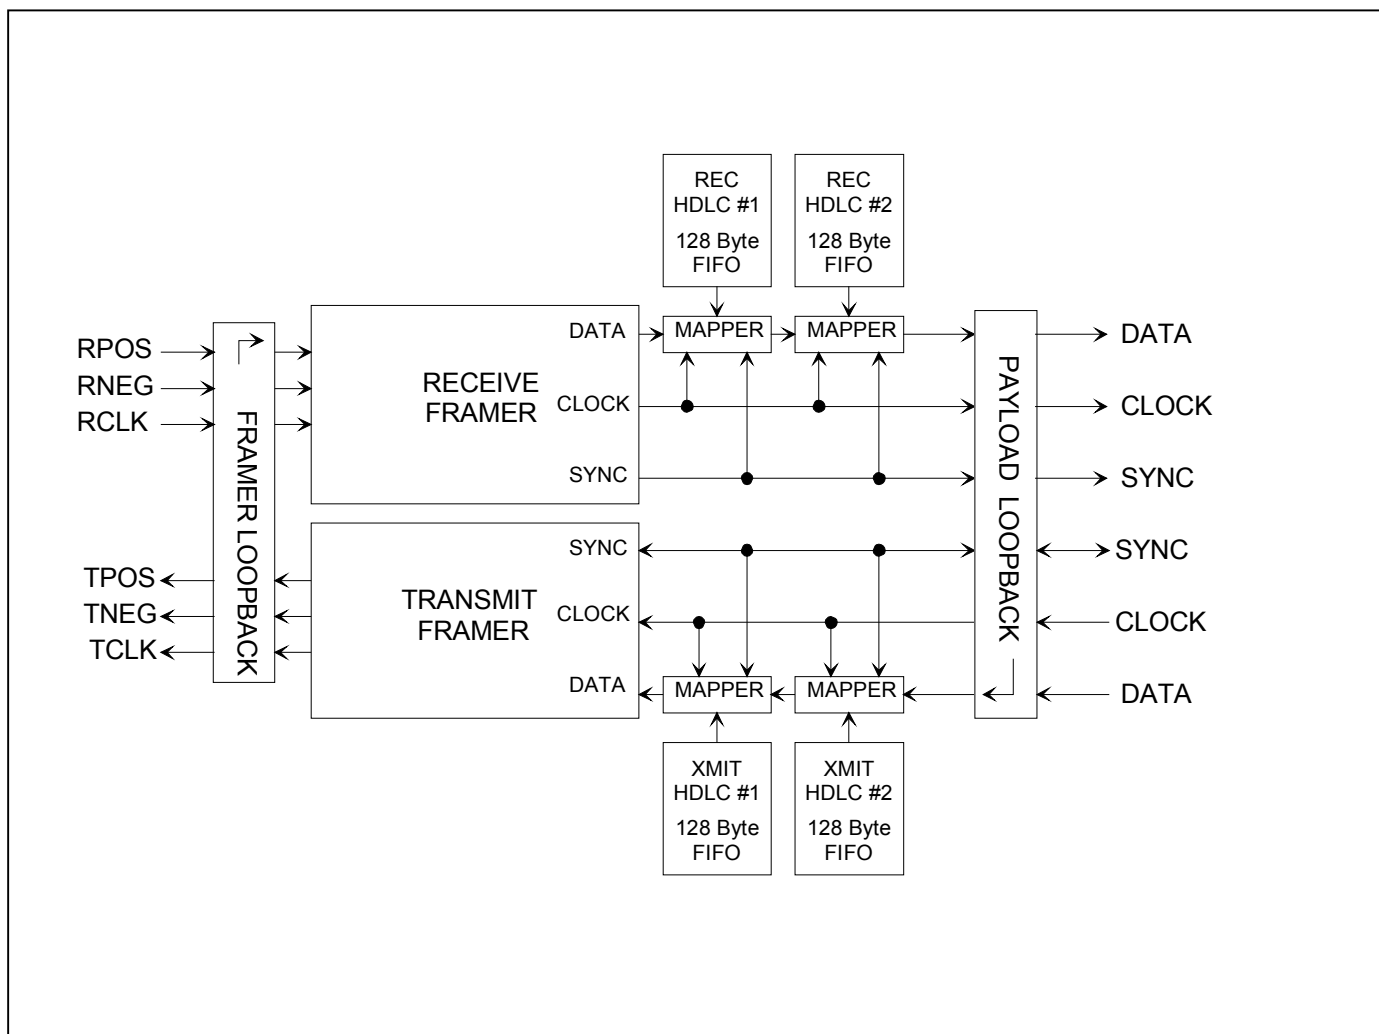 REC
HDLC #1
128 Byte
FIFO
REC
HDLC #2
128 Byte
FIFO
RPOS
RNEG
RCLK
TPOS
TNEG
TCLK
FRAMER LOOPBACK
RECEIVE
FRAMER
DATA
CLOCK
SYNC
MAPPER
MAPPER
TRANSMIT
FRAMER
SYNC
CLOCK
DATA
MAPPER
MAPPER
PAYLOAD LOOPBACK
DATA
CLOCK
SYNC
SYNC
CLOCK
DATA
XMIT
HDLC #1
128 Byte
FIFO
XMIT
HDLC #2
128 Byte
FIFO